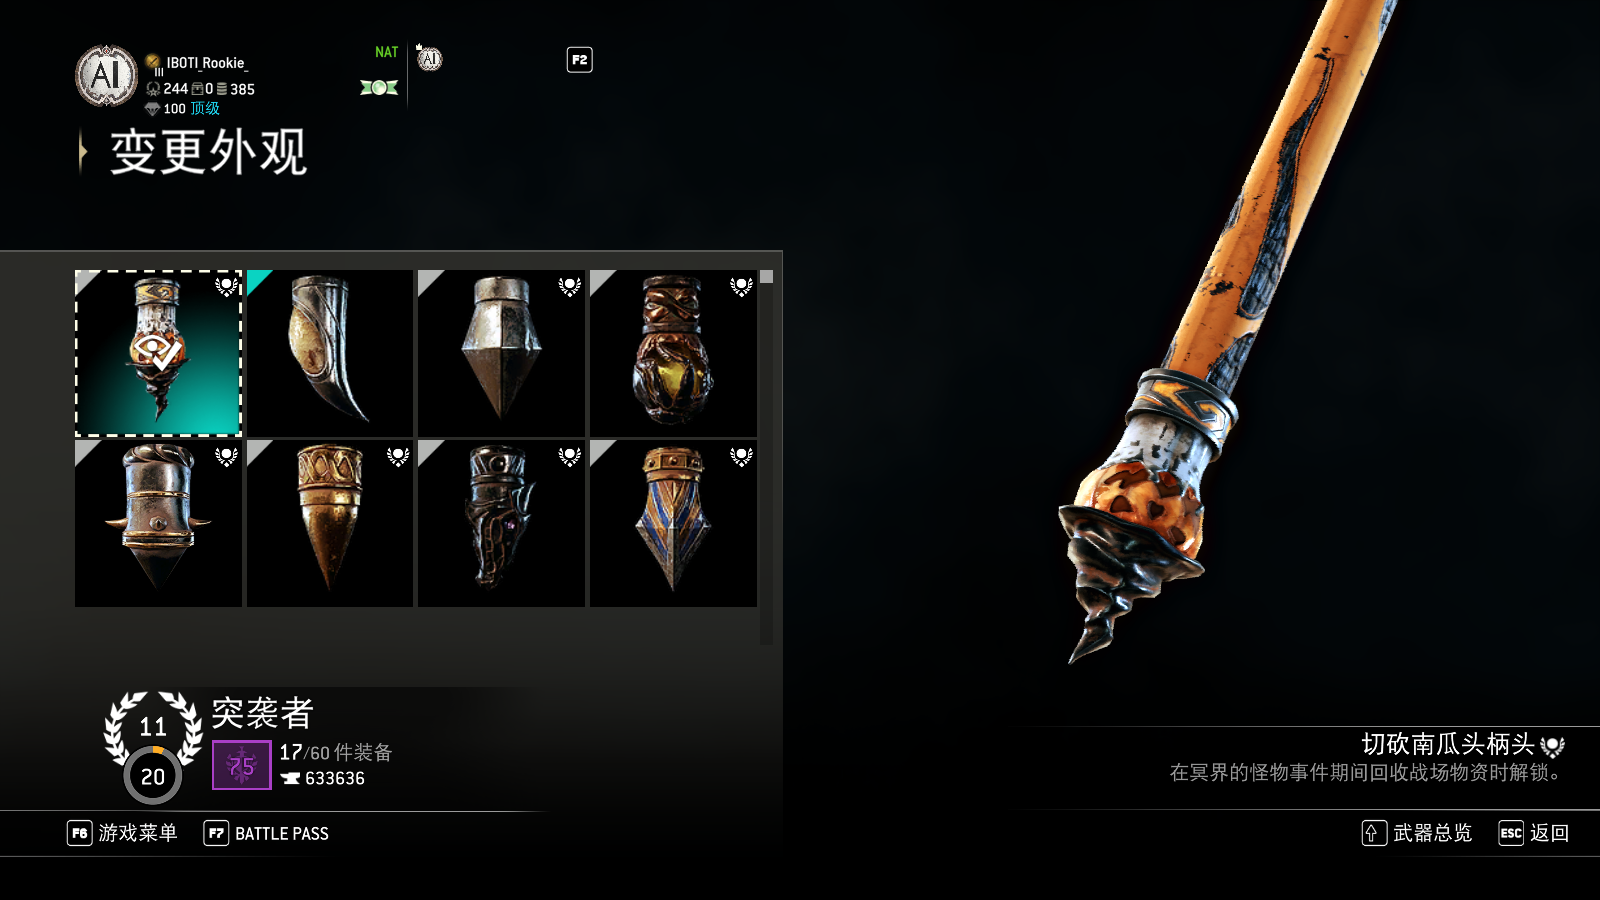 AI
IBOTI_Rookie_
III
244 0 385
100 顶级
NAT
AI
F2
变更外观
11
20
突袭者
75
17/60 件装备
633636
切砍南瓜头柄头
在冥界的怪物事件期间回收战场物资时解锁。
F6 游戏菜单
F7 BATTLE PASS
武器总览
ESC 返回